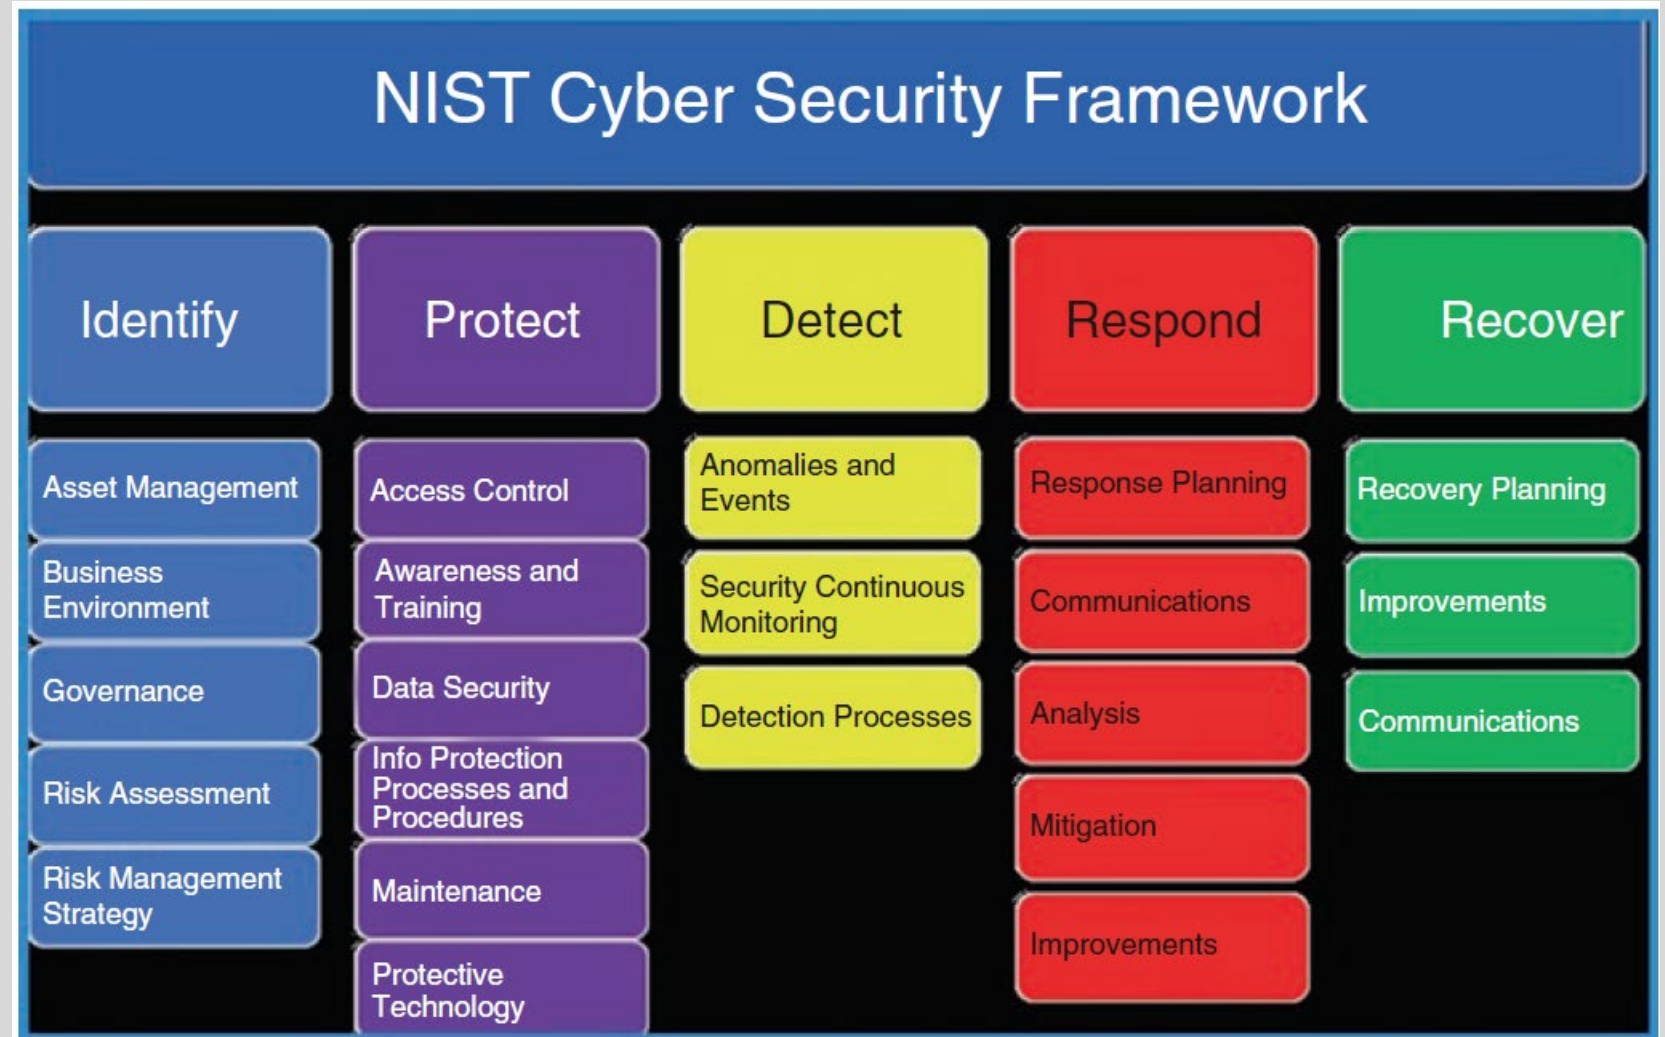 NIST Cyber Security Framework
Identify
Asset Management
Business
Environment
Governance
Risk Assessment
Risk Management
Strategy
Protect
Access Control
Awareness and
Training
Data Security
Info Protection
Processes and
Procedures
Maintenance
Protective
Technology
Detect
Anomalies and
Events
Security Continuous
Monitoring
Detection Processes
Respond
Response Planning
Communications
Analysis
Mitigation
Improvements
Recover
Recovery Planning
Improvements
Communications